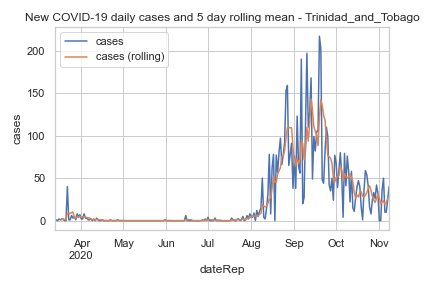 New COVID-19 daily cases and 5 day rolling mean - Trinidad_and_Tobago
cases
cases (rolling)
200
150
100
50
0
cases
Apr
2020
May
Jun
Jul
Aug
Sep
Oct
Nov
dateRep